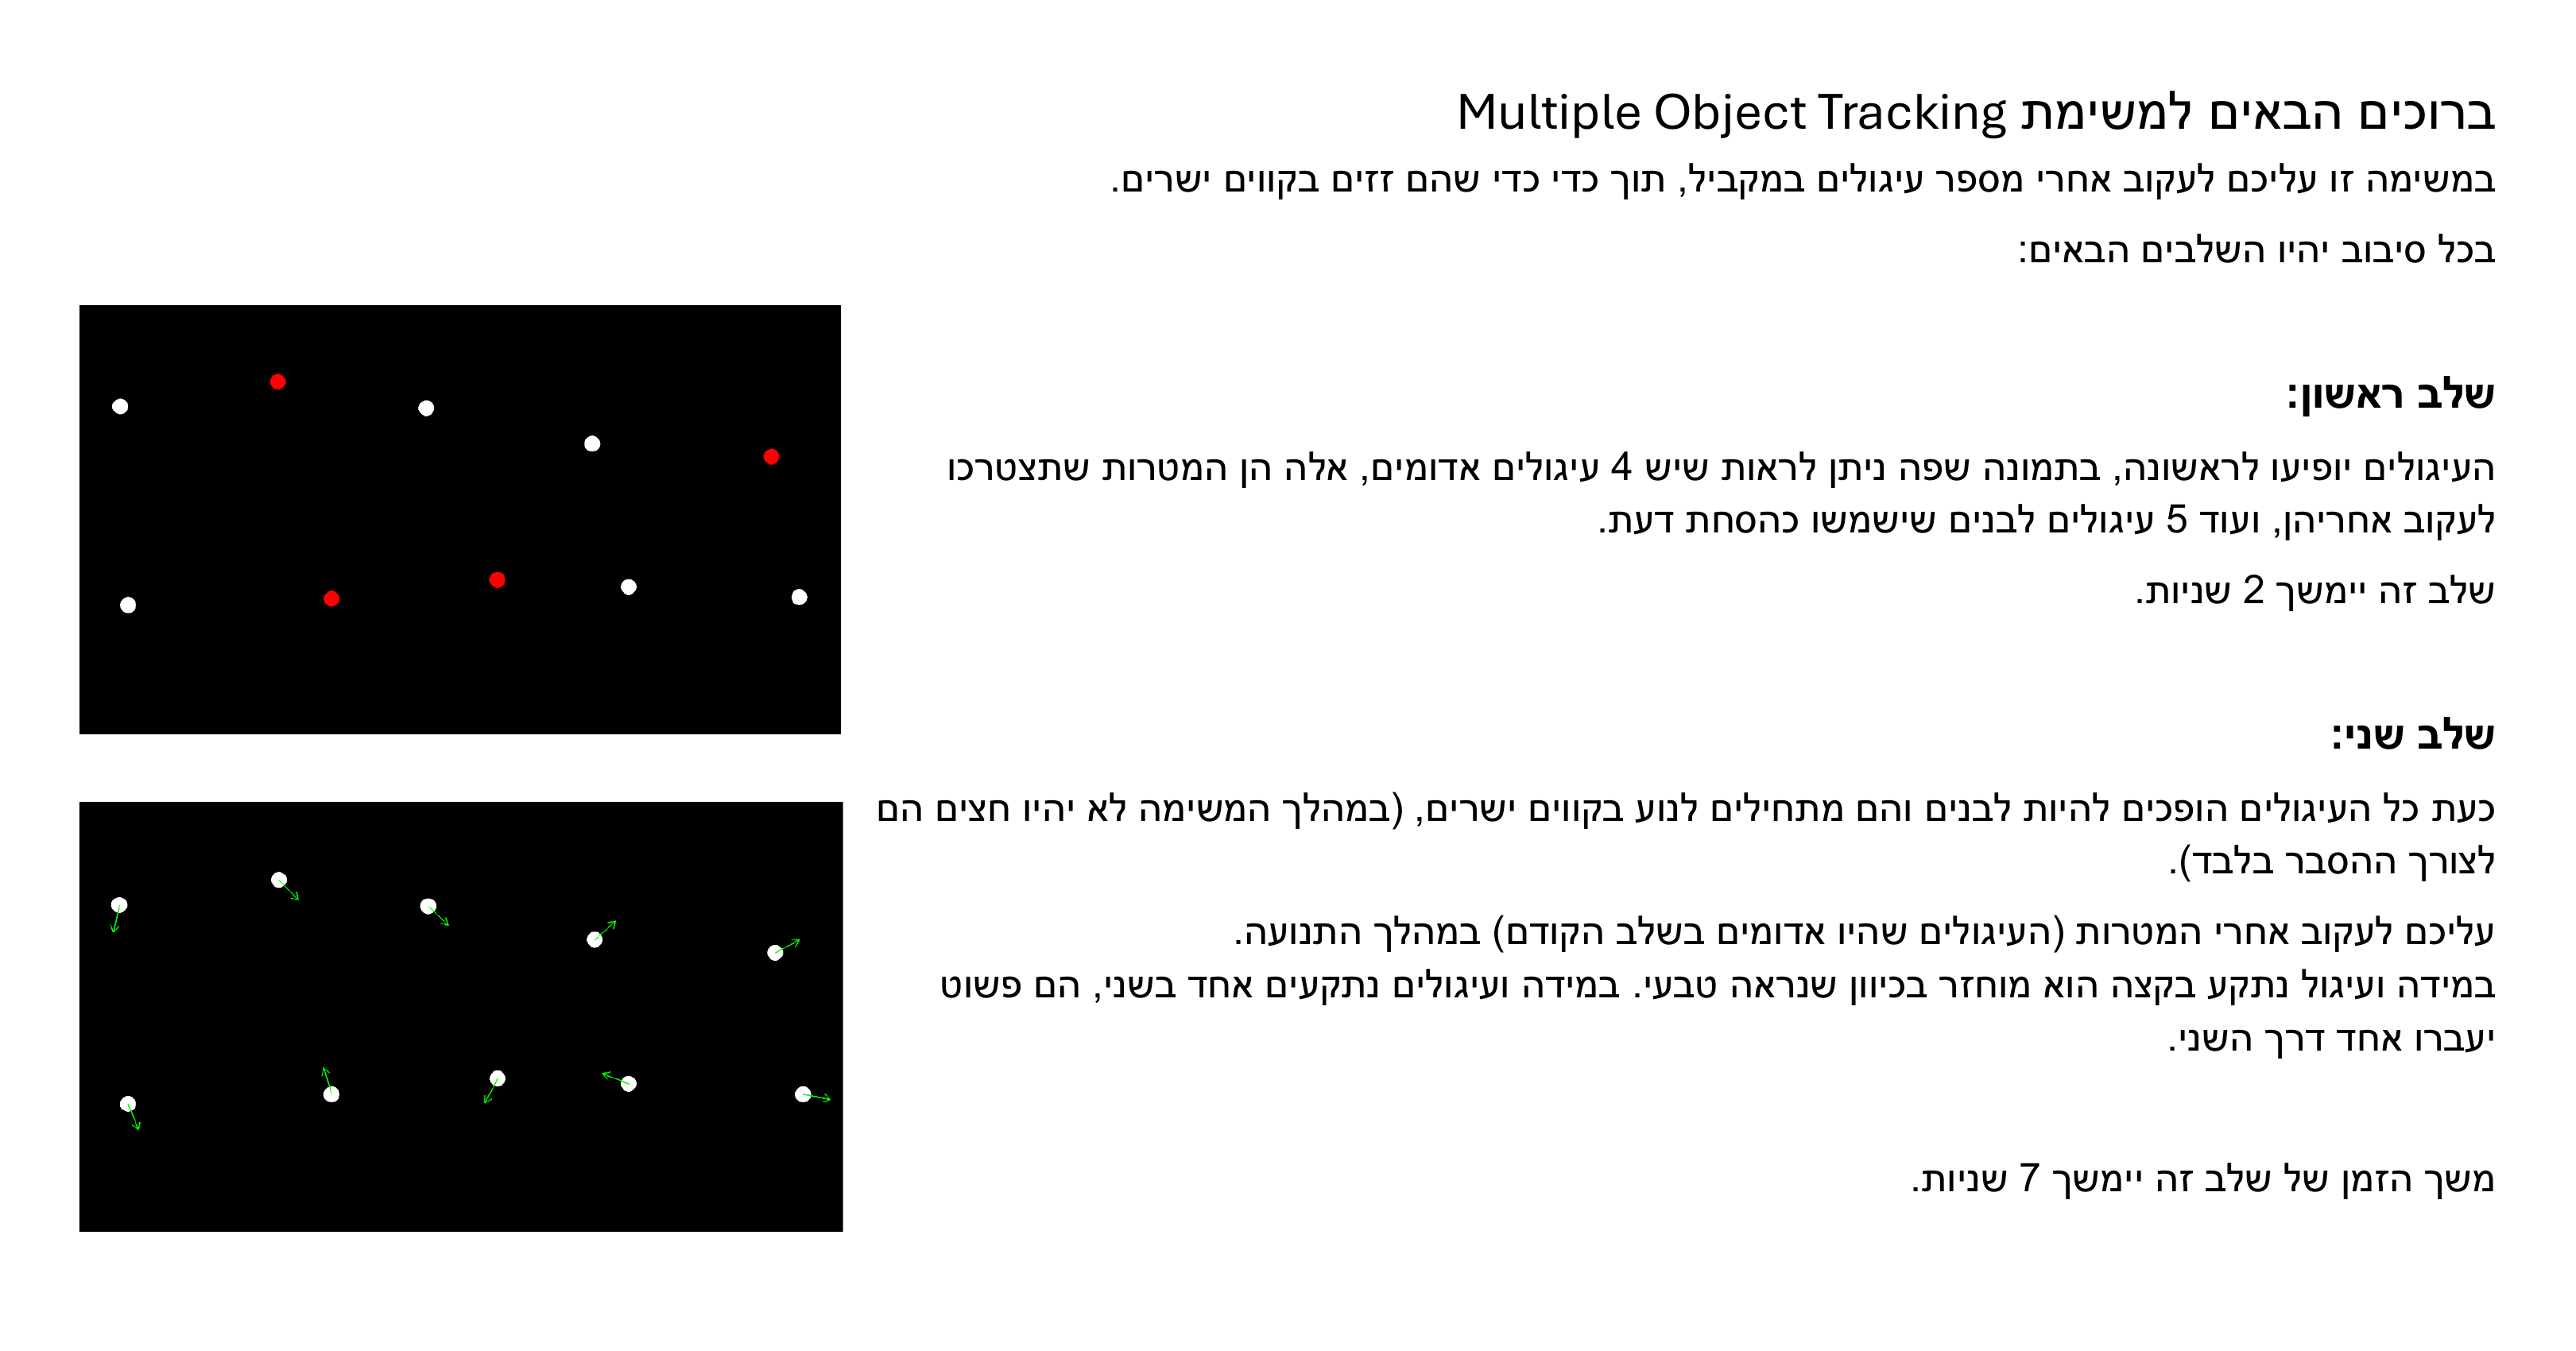 ברוכים הבאים למשימת Multiple Object Tracking
במשימה זו עליכם לעקוב אחרי מספר עיגולים במקביל, תוך כדי כדי שהם זזים בקווים ישרים.
בכל סיבוב יהיו השלבים הבאים:
שלב ראשון:
העיגולים יופיעו לראשונה, בתמונה שפה ניתן לראות שיש 4 עיגולים אדומים, אלה הן המטרות שתצטרכו
לעקוב אחריהן, ועוד 5 עיגולים לבנים שישמשו כהסחת דעת.
שלב זה יימשך 2 שניות.
שלב שני:
כעת כל העיגולים הופכים להיות לבנים והם מתחילים לנוע בקווים ישרים, (במהלך המשימה לא יהיו חצים הם
לצורך ההסבר בלבד).
עליכם לעקוב אחרי המטרות (העיגולים שהיו אדומים בשלב הקודם) במהלך התנועה.
במידה ועיגול נתקע בקצה הוא מוחזר בכיוון שנראה טבעי. במידה ועיגולים נתקעים אחד בשני, הם פשוט
יעברו אחד דרך השני.
משך הזמן של שלב זה יימשך 7 שניות.